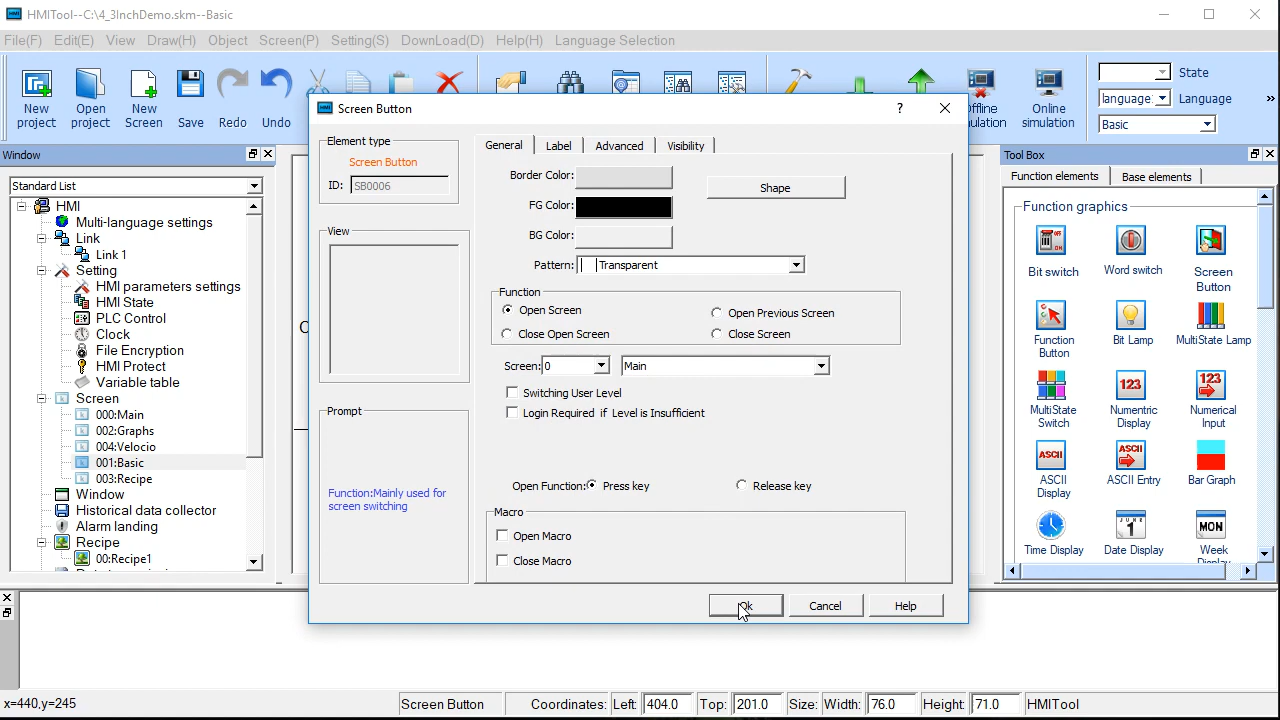 HMITool--C:\4_3InchDemo.skm--Basic
File(F) Edit(E) View Draw(H) Object Screen(P) Setting(S) DownLoad(D) Help(H) Language Selection
New project
Open project
New Screen
Save
Redo
Undo
Online simulation
State
language: Language
Basic
»
Window
Standard List
HMI
Multi-language settings
Link
Link 1
Setting
HMI parameters settings
HMI State
PLC Control
Clock
File Encryption
HMI Protect
Variable table
Screen
000:Main
002:Graphs
004:Velocio
001:Basic
003:Recipe
Window
Historical data collector
Alarm landing
Recipe
00:Recipe1
Screen Button
?
Element type
Screen Button
ID: SB0006
View
Prompt
Function:Mainly used for
screen switching
General Label Advanced Visibility
Border Color: Shape
FG Color:
BG Color:
Pattern: Transparent
Function
Open Screen Open Previous Screen
Close Open Screen Close Screen
Screen: 0 Main
Switching User Level
Login Required if Level is Insufficient
Open Function: Press key Release key
Macro
Open Macro
Close Macro
Ok Cancel Help
Tool Box
Function elements Basic elements
Function graphics
Bit switch
Word switch
Screen Button
Function Button
Bit Lamp
MultiState Lamp
MultiState Switch
123
Numeric Display
123
Numerical Input
ASCII
ASCII Display
ASCII
ASCII Entry
Bar Graph
Time Display
JUNE
1
Date Display
MON
Week
x=440,y=245 Screen Button Coordinates: Left: 404.0 Top: 201.0 Size: Width: 76.0 Height: 71.0 HMITool